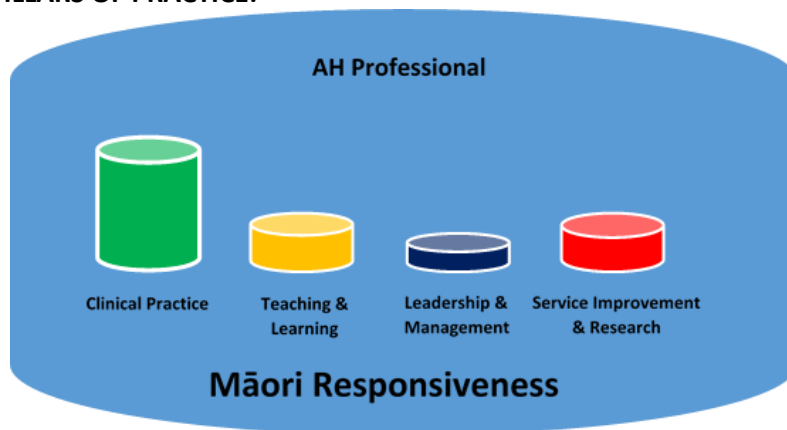 AH Professional
Clinical Practice
Teaching &
Learning
Leadership &
Management
Service Improvement
& Research
Māori Responsiveness